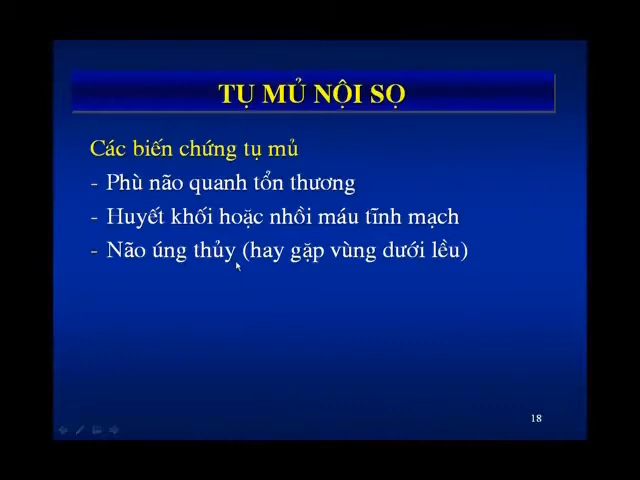 TỤ MỦ NỘI SỌ
Các biến chứng tụ mủ
- Phù não quanh tổn thương
- Huyết khối hoặc nhồi máu tĩnh mạch
- Não úng thủy (hay gặp vùng dưới lều)
18